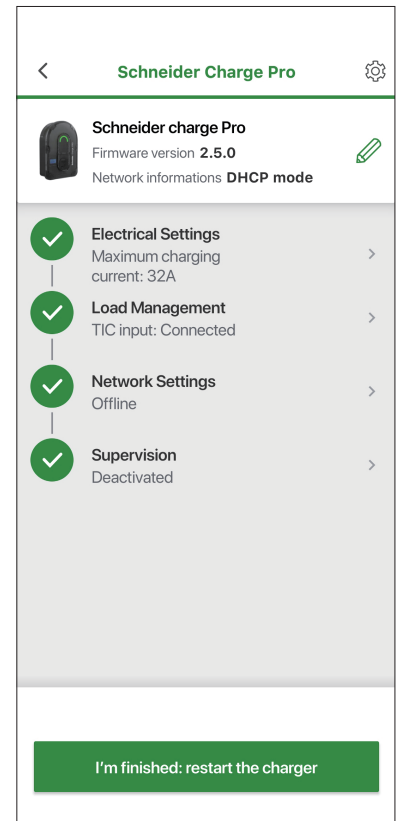 Schneider Charge Pro
Schneider charge Pro
Firmware version 2.5.0
Network informations DHCP mode
Electrical Settings
Maximum charging
current: 32A
Load Management
TIC input: Connected
Network Settings
Offline
Supervision
Deactivated
I'm finished: restart the charger